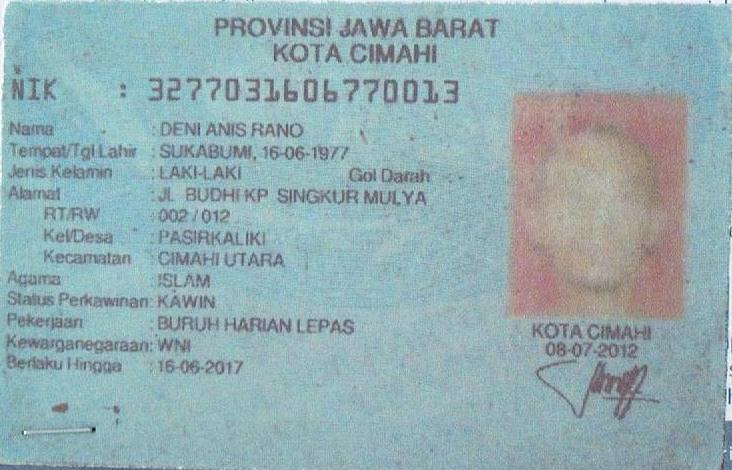 PROVINSI JAWA BARAT
KOTA CIMAHI
NIK : 3277031606770013
Nama : DENI ANIS RANO
Tempat/Tgl Lahir : SUKABUMI, 16-06-1977
Jenis Kelamin : LAKI-LAKI Gol Darah
Alamat : JL BUDHI KP SINGKUR MULYA
RT/RW : 002 / 012
Kel/Desa : PASIRKALIKI
Kecamatan : CIMAHI UTARA
Agama : ISLAM
Status Perkawinan: KAWIN
Pekerjaan : BURUH HARIAN LEPAS
Kewarganegaraan: WNI
Berlaku Hingga : 16-06-2017
KOTA CIMAHI
08-07-2012